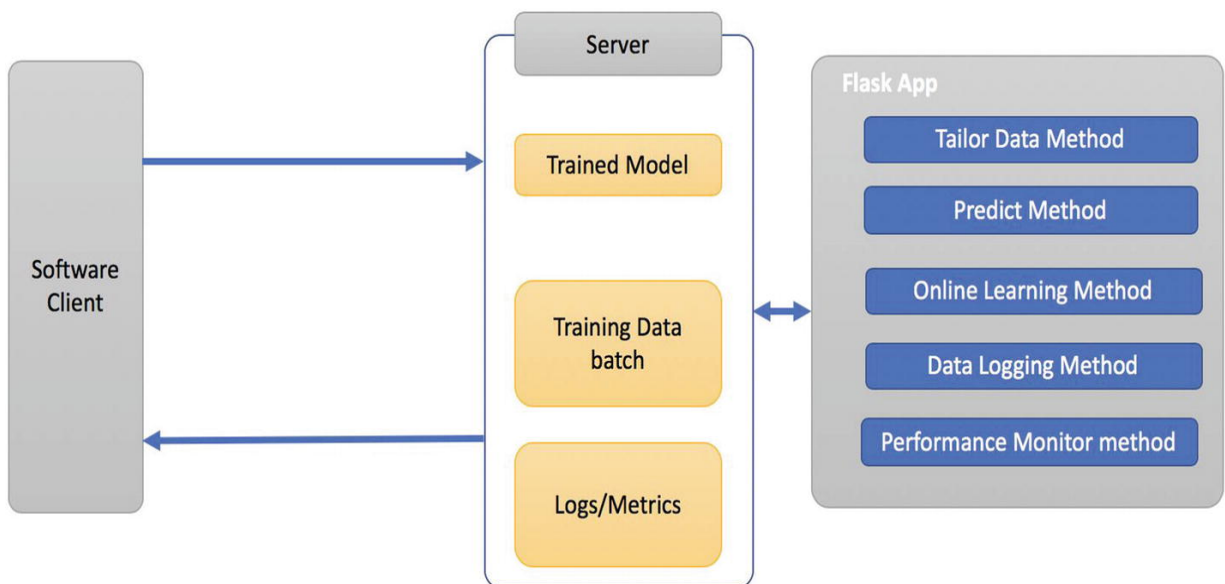 Server
Flask App
Tailor Data Method
Trained Model
Predict Method
Software
Client
Online Learning Method
Training Data
batch
Data Logging Method
Performance Monitor method
Logs/Metrics